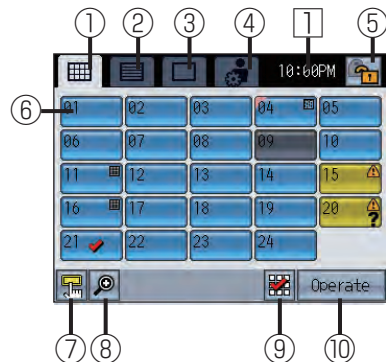 ① ② ③ ④ 1 ⑤
10:00PM
⑥ 01 02 03 04 05
06 07 08 09 10
11 12 13 14 15
16 17 18 19 20 ?
21 22 23 24
Operate
⑦ ⑧ ⑨ ⑩